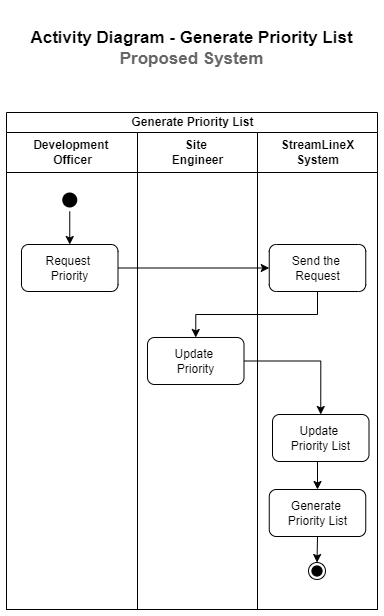 Activity Diagram - Generate Priority List
Proposed System
Generate Priority List
Development
Officer
Site
Engineer
StreamLineX
System
Request
Priority
Send the
Request
Update
Priority
Update
Priority List
Generate
Priority List